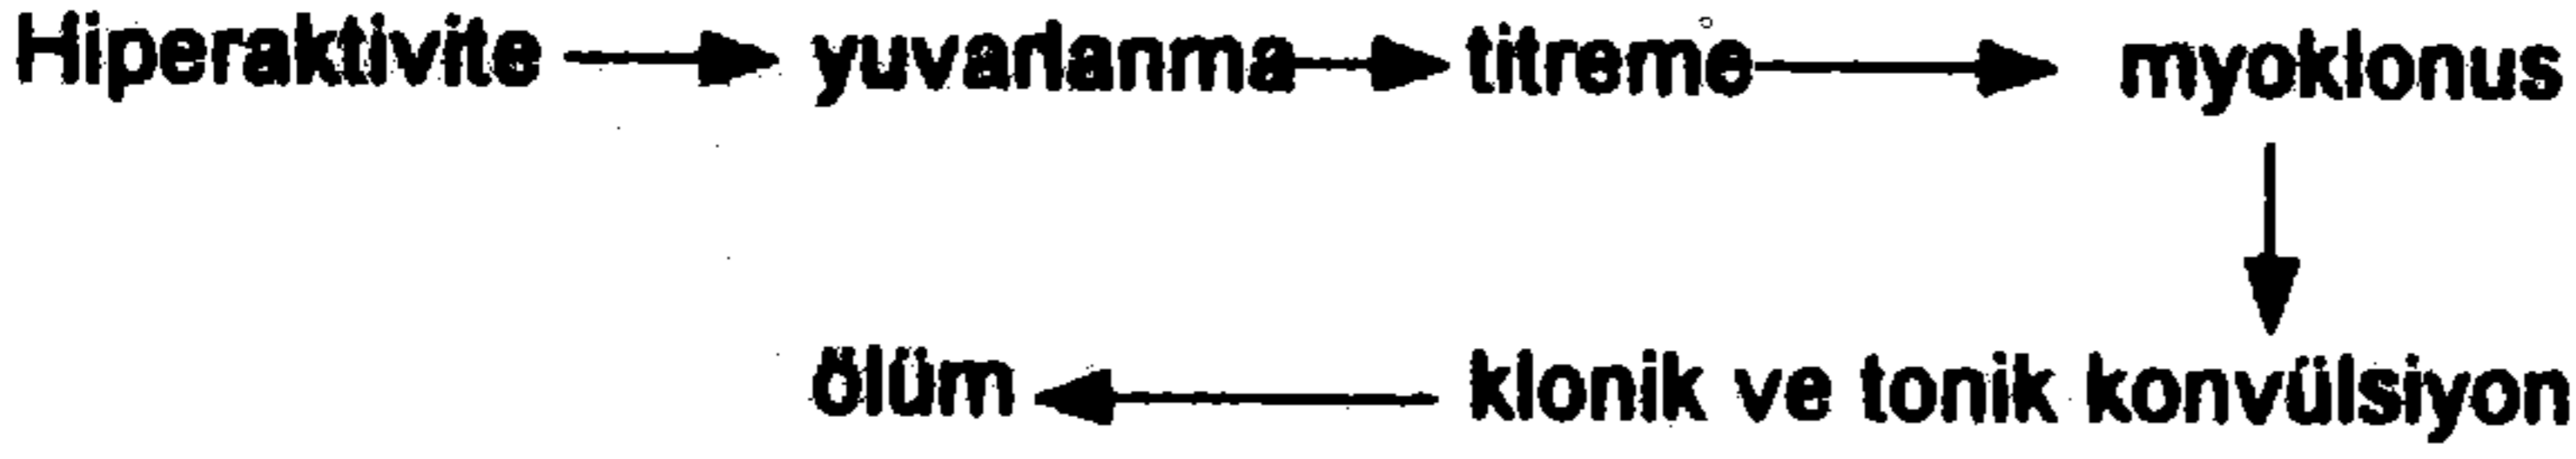 Hiperaktivite → yuvarlanma → titreme → myoklonus
ölüm ← klonik ve tonik konvülsiyon